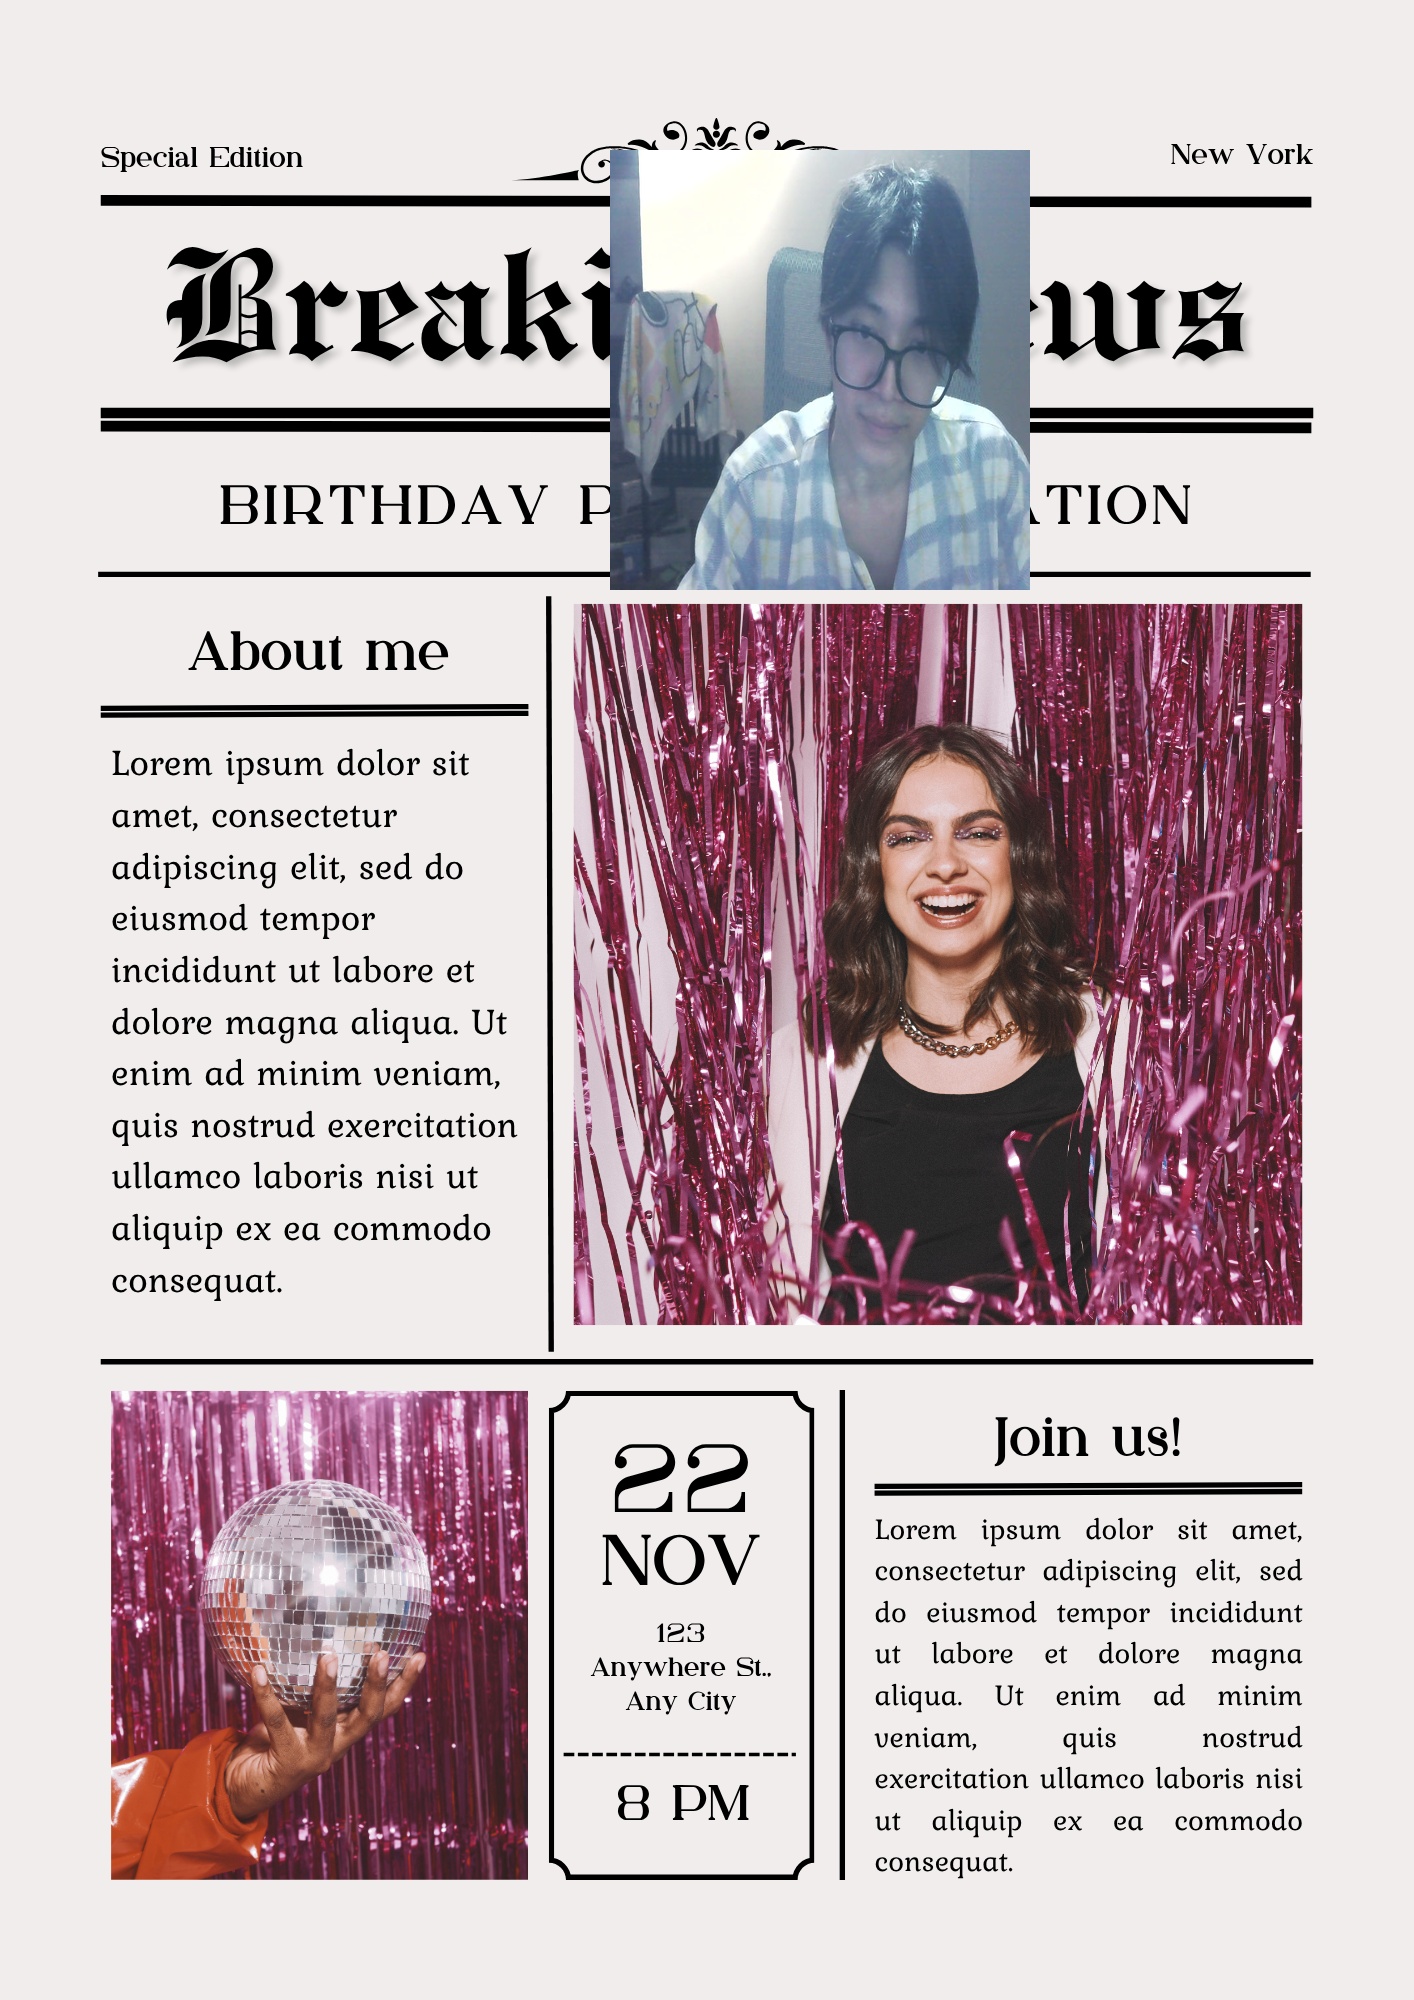 Special Edition
New York
Breaki ews
BIRTHDAY P ATION
About me
Lorem ipsum dolor sit
amet, consectetur
adipiscing elit, sed do
eiusmod tempor
incididunt ut labore et
dolore magna aliqua. Ut
enim ad minim veniam,
quis nostrud exercitation
ullamco laboris nisi ut
aliquip ex ea commodo
consequat.
22
NOV
123
Anywhere St..
Any City
8 PM
Join us!
Lorem ipsum dolor sit amet,
consectetur adipiscing elit, sed
do eiusmod tempor incididunt
ut labore et dolore magna
aliqua. Ut enim ad minim
veniam, quis nostrud
exercitation ullamco laboris nisi
ut aliquip ex ea commodo
consequat.